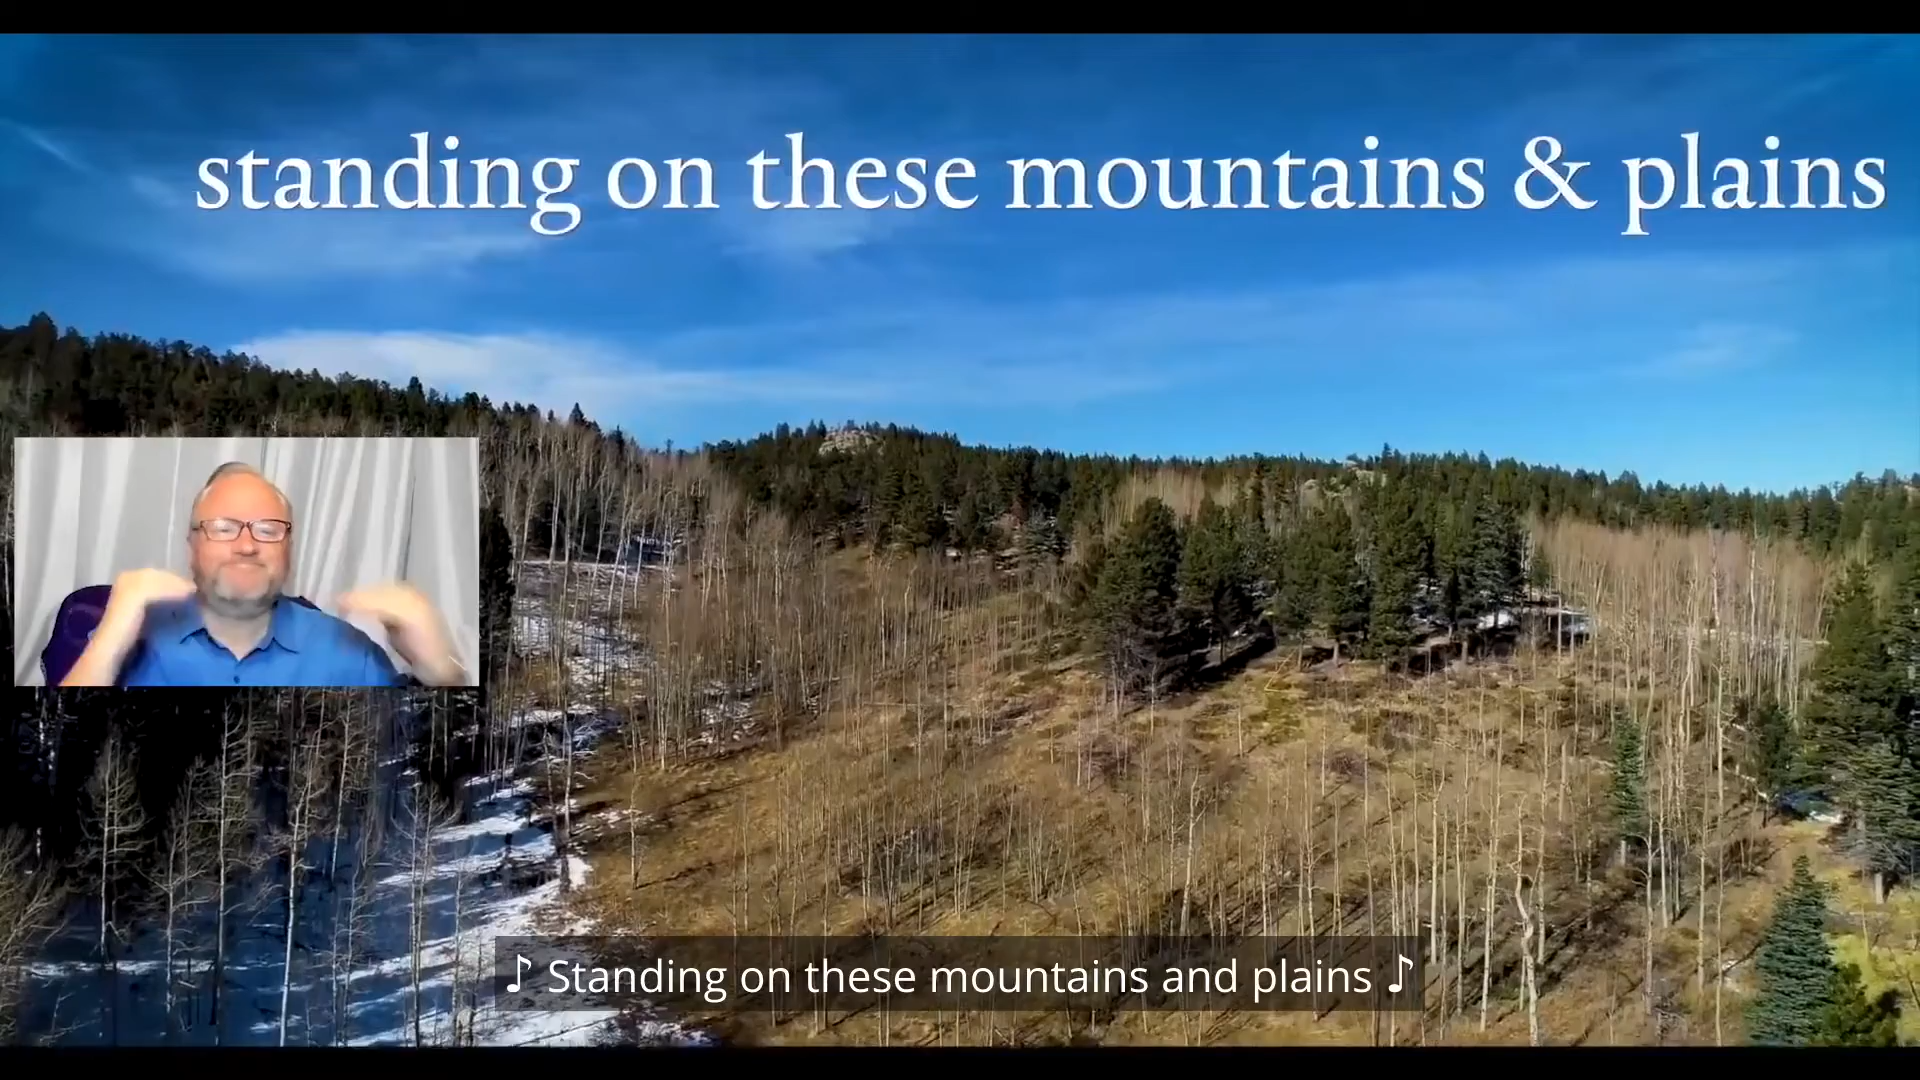 standing on these mountains & plains
♪ Standing on these mountains and plains ♪